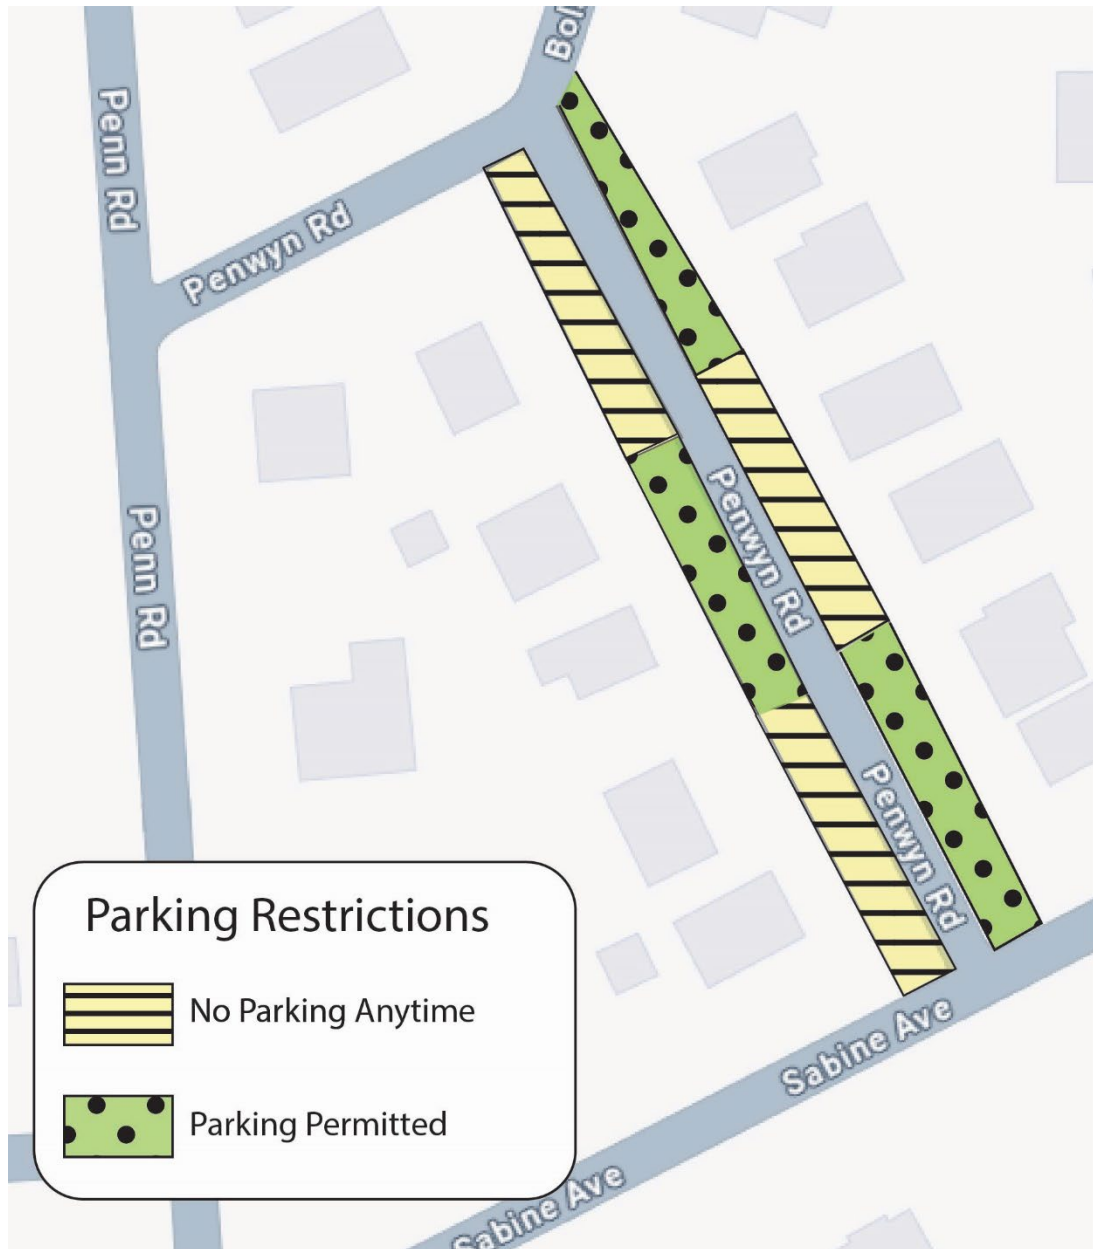 Penn Rd
Penwyn Rd
Penwyn Rd
Penn Rd
Penwyn Rd
Sabine Ave
Sabine Ave
Parking Restrictions
No Parking Anytime
Parking Permitted